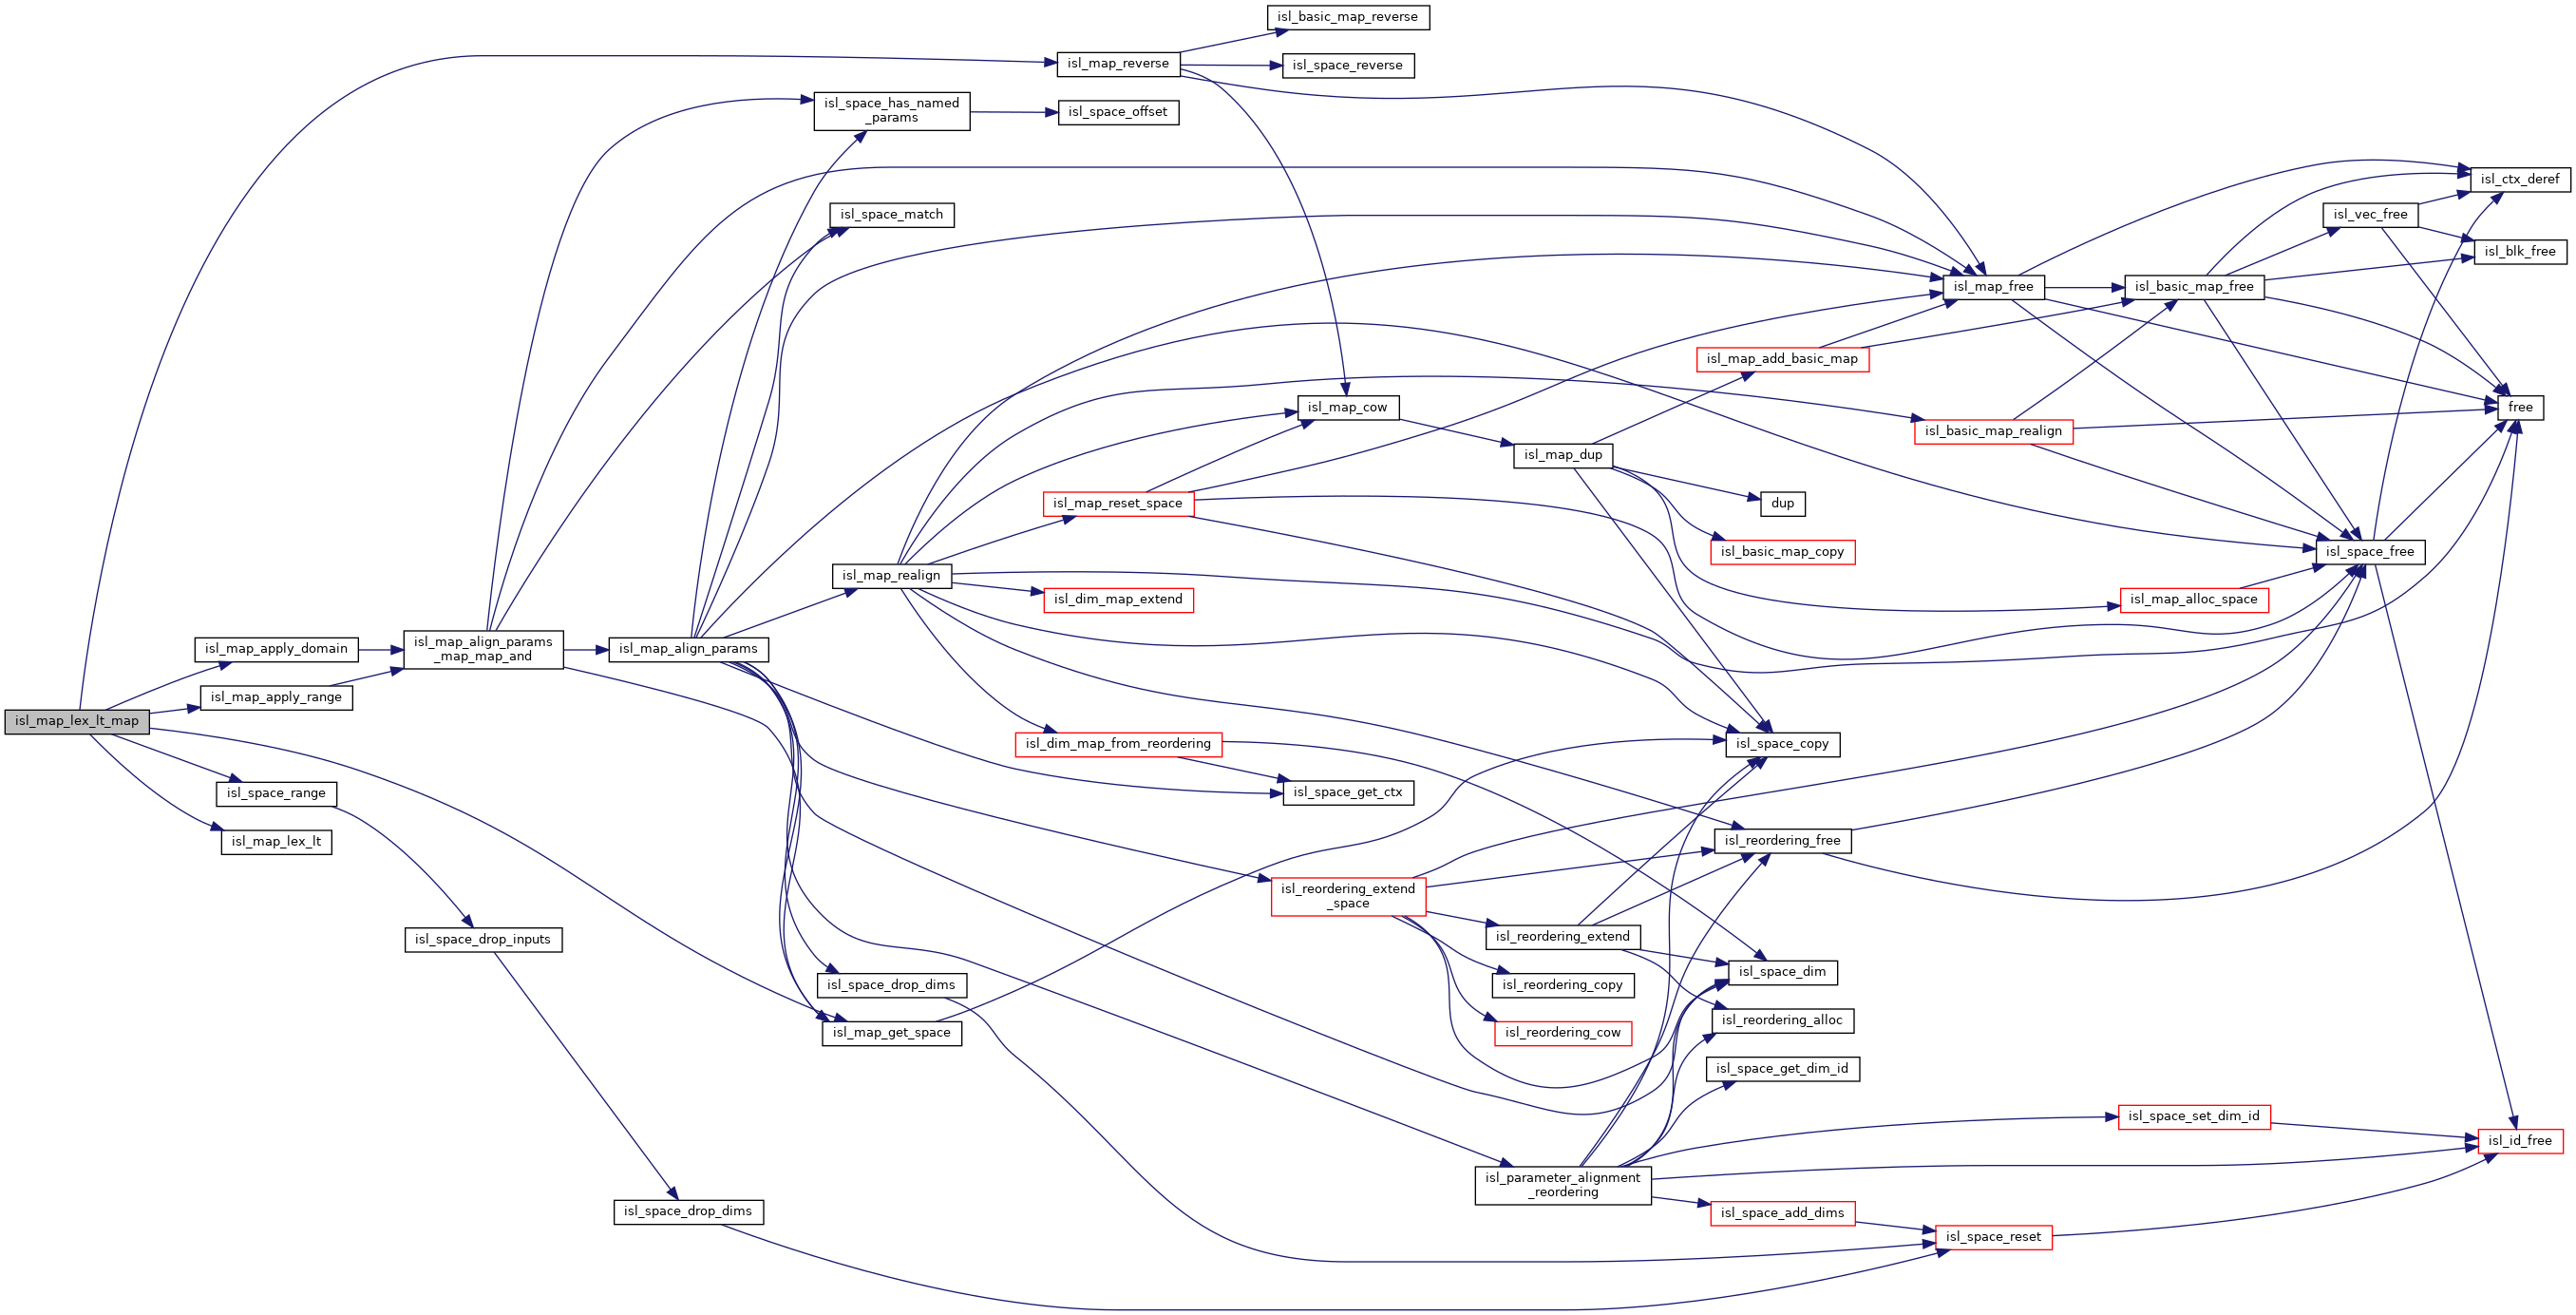 isl_basic_map_reverse
isl_map_reverse
isl_space_reverse
isl_space_has_named
_params
isl_space_offset
isl_ctx_deref
isl_space_match
isl_vec_free
isl_blk_free
isl_map_free
isl_basic_map_free
isl_map_add_basic_map
isl_map_cow
free
isl_basic_map_realign
isl_map_dup
isl_map_reset_space
dup
isl_basic_map_copy
isl_space_free
isl_map_realign
isl_dim_map_extend
isl_map_alloc_space
isl_map_apply_domain
isl_map_align_params
_map_map_and
isl_map_align_params
isl_map_apply_range
isl_map_lex_lt_map
isl_dim_map_from_reordering
isl_space_copy
isl_space_range
isl_space_get_ctx
isl_map_lex_lt
isl_reordering_free
isl_reordering_extend
_space
isl_space_drop_inputs
isl_reordering_extend
isl_space_dim
isl_space_drop_dims
isl_reordering_copy
isl_map_get_space
isl_reordering_cow
isl_reordering_alloc
isl_space_get_dim_id
isl_space_set_dim_id
isl_id_free
isl_parameter_alignment
_reordering
isl_space_drop_dims
isl_space_add_dims
isl_space_reset